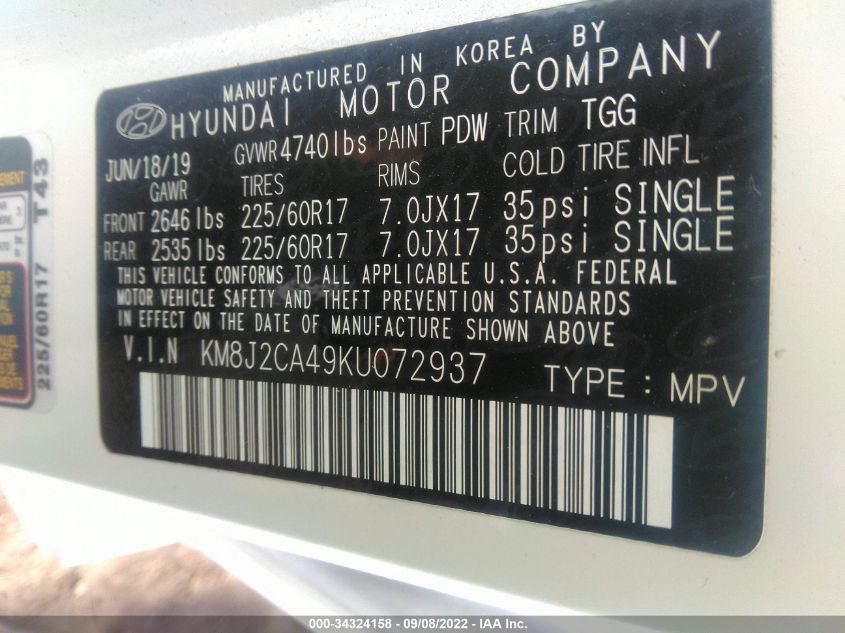 MANUFACTURED IN KOREA BY
HYUNDAI MOTOR COMPANY
JUN/18/19 GVWR 4740lbs PAINT PDW TRIM TGG
GAWR TIRES RIMS COLD TIRE INFL
FRONT 2646 lbs 225/60R17 7.0JX17 35psi SINGLE
REAR 2535 lbs 225/60R17 7.0JX17 35psi SINGLE
THIS VEHICLE CONFORMS TO ALL APPLICABLE U.S.A. FEDERAL
MOTOR VEHICLE SAFETY AND THEFT PREVENTION STANDARDS
IN EFFECT ON THE DATE OF MANUFACTURE SHOWN ABOVE
V.I.N KM8J2CA49KU072937 TYPE : MPV
T43
225/60R17
000-34324158 - 09/08/2022 - IAA Inc.